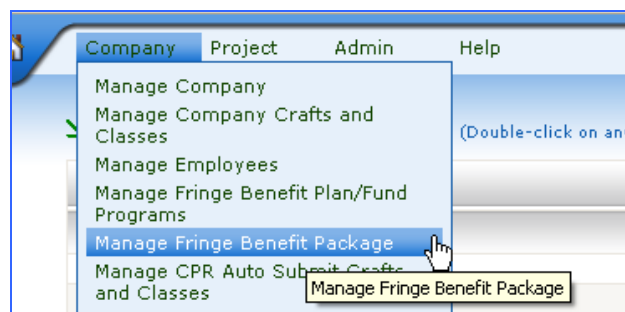 Company Project Admin Help
Manage Company
Manage Company Crafts and
Classes
(Double-click on an
Manage Employees
Manage Fringe Benefit Plan/Fund
Programs
Manage Fringe Benefit Package
Manage CPR Auto Submit Crafts
and Classes
Manage Fringe Benefit Package